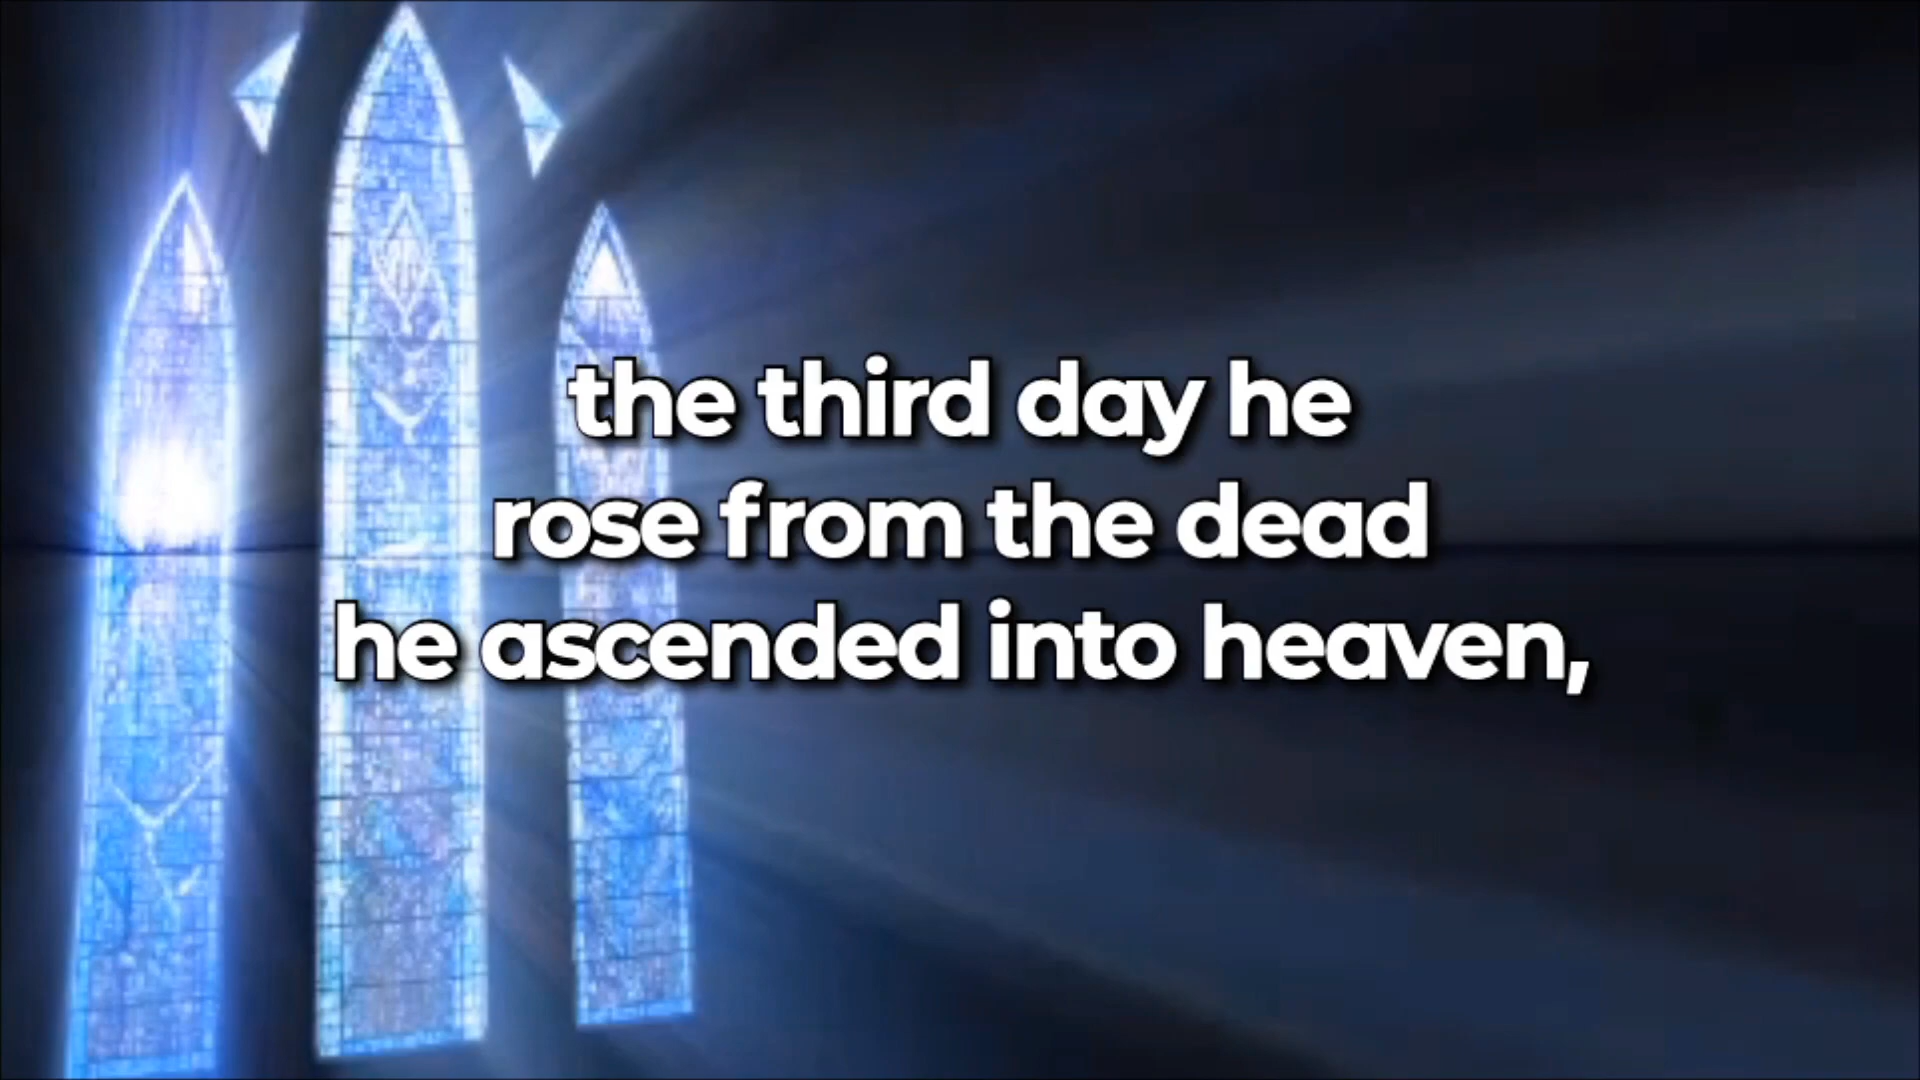 the third day he
rose from the dead
he ascended into heaven,